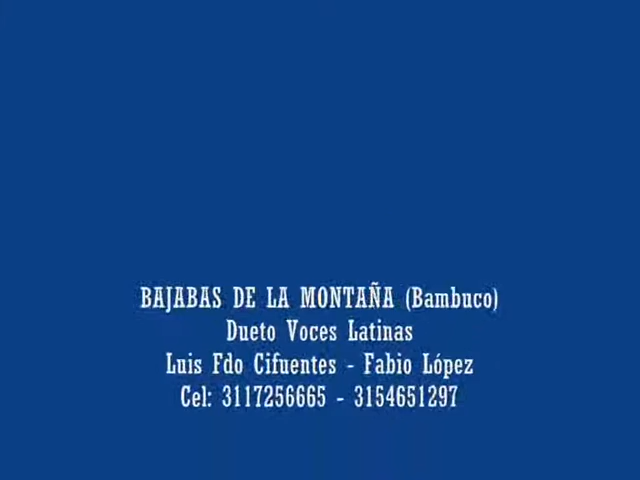 BAJABAS DE LA MONTAÑA (Bambuco)
Dueto Voces Latinas
Luis Fdo Cifuentes - Fabio López
Cel: 3117256665 - 3154651297